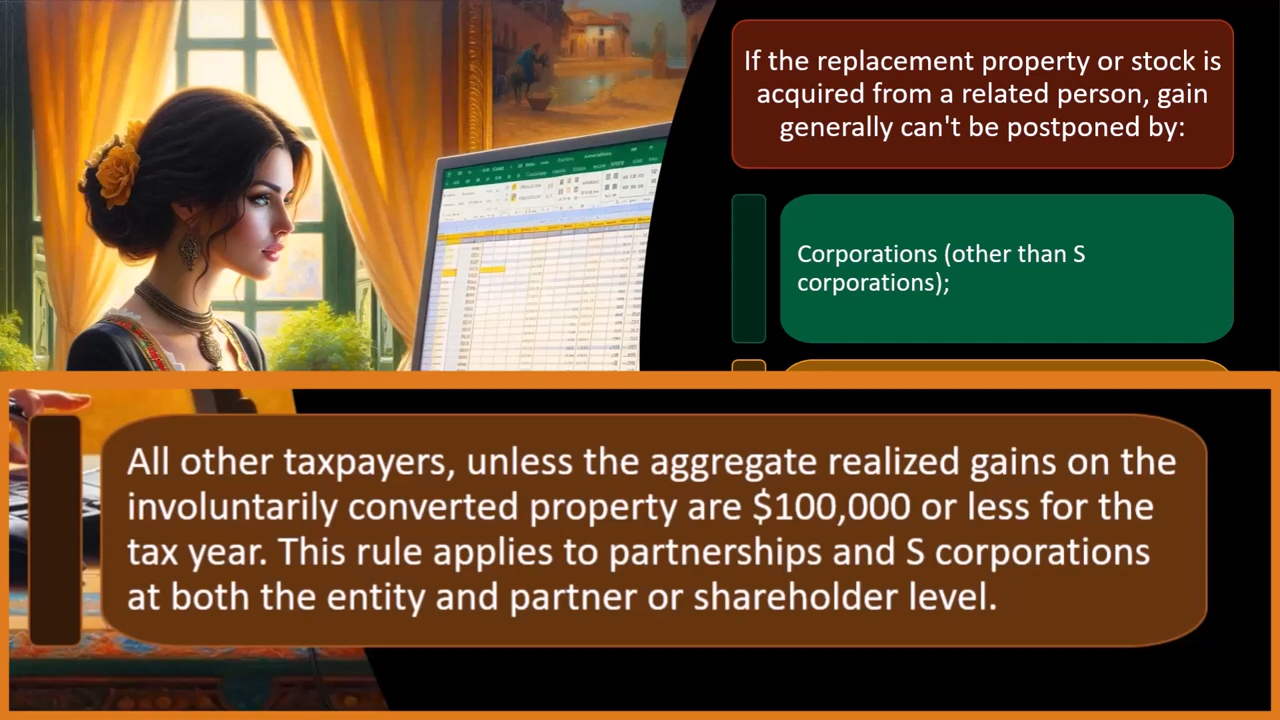 If the replacement property or stock is
acquired from a related person, gain
generally can't be postponed by:
Corporations (other than S
corporations);
All other taxpayers, unless the aggregate realized gains on the
involuntarily converted property are $100,000 or less for the
tax year. This rule applies to partnerships and S corporations
at both the entity and partner or shareholder level.